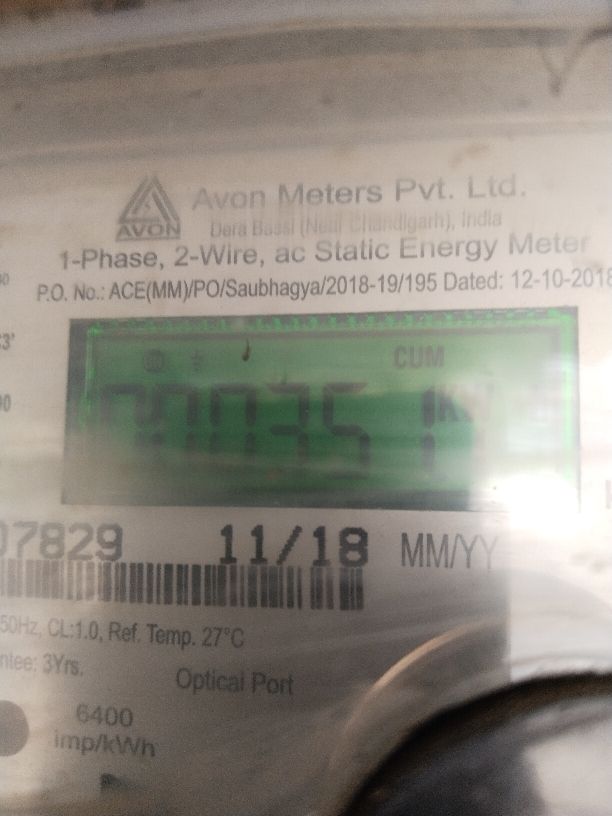 AVON
Avon Meters Pvt. Ltd.
Dera Bassi (Near Chandigarh), India
1-Phase, 2-Wire, ac Static Energy Meter
P.O. No.: ACE(MM)/PO/Saubhagya/2018-19/195 Dated: 12-10-2018
CUM
000351
07829 11/18 MM/YY
50Hz, CL:1.0, Ref. Temp. 27°C
3Yrs.
Optical Port
6400
imp/kWh